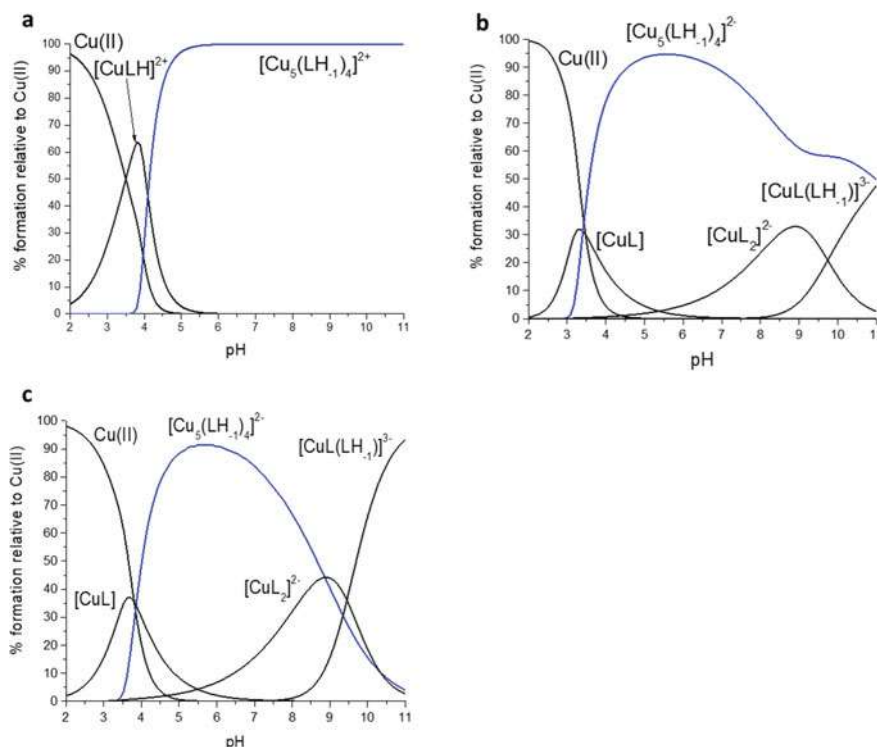 a
Cu(II)
[CuLH]²⁺
[Cu₅(LH₋₁)₄]²⁺
% formation relative to Cu(II)
100
90
80
70
60
50
40
30
20
10
0
2 3 4 5 6 7 8 9 10 11
pH
b
[Cu₅(LH₋₁)₄]²⁻
Cu(II)
[CuL(LH₋₁)]³⁻
[CuL]
[CuL₂]²⁻
% formation relative to Cu(II)
100
90
80
70
60
50
40
30
20
10
0
2 3 4 5 6 7 8 9 10 11
pH
c
[Cu₅(LH₋₁)₄]²⁻
Cu(II)
[CuL(LH₋₁)]³⁻
[CuL]
[CuL₂]²⁻
% formation relative to Cu(II)
100
90
80
70
60
50
40
30
20
10
0
2 3 4 5 6 7 8 9 10 11
pH